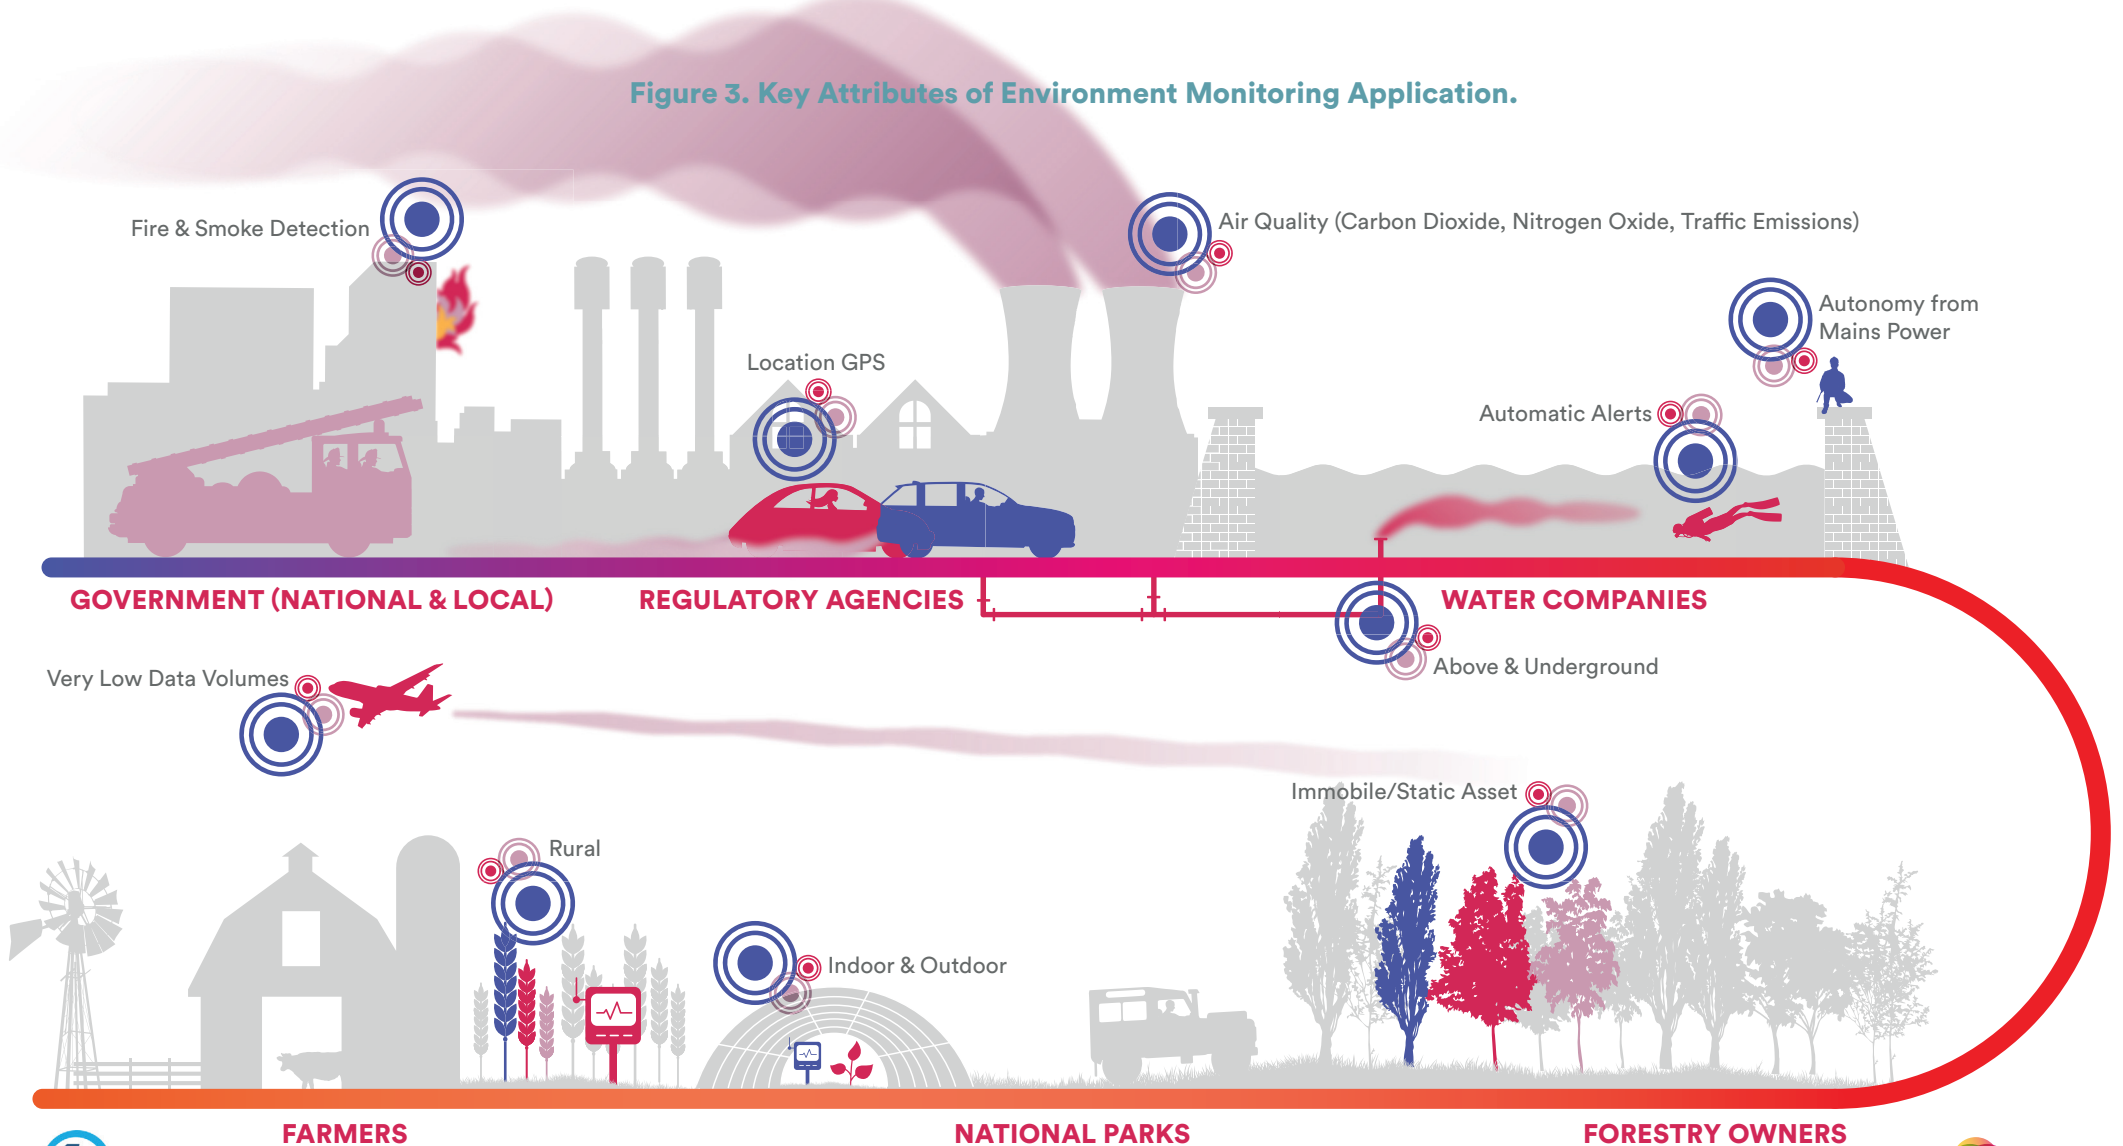 Figure 3. Key Attributes of Environment Monitoring Application.
Fire & Smoke Detection
Air Quality (Carbon Dioxide, Nitrogen Oxide, Traffic Emissions)
Autonomy from
Mains Power
Location GPS
Automatic Alerts
GOVERNMENT (NATIONAL & LOCAL)
REGULATORY AGENCIES
WATER COMPANIES
Above & Underground
Very Low Data Volumes
Immobile/Static Asset
Rural
Indoor & Outdoor
FARMERS
NATIONAL PARKS
FORESTRY OWNERS